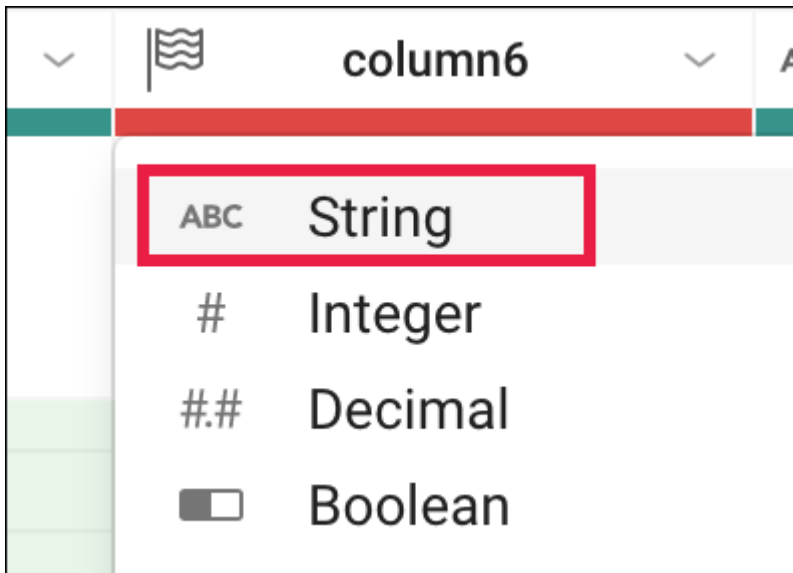 column6
ABC String
# Integer
#.# Decimal
Boolean